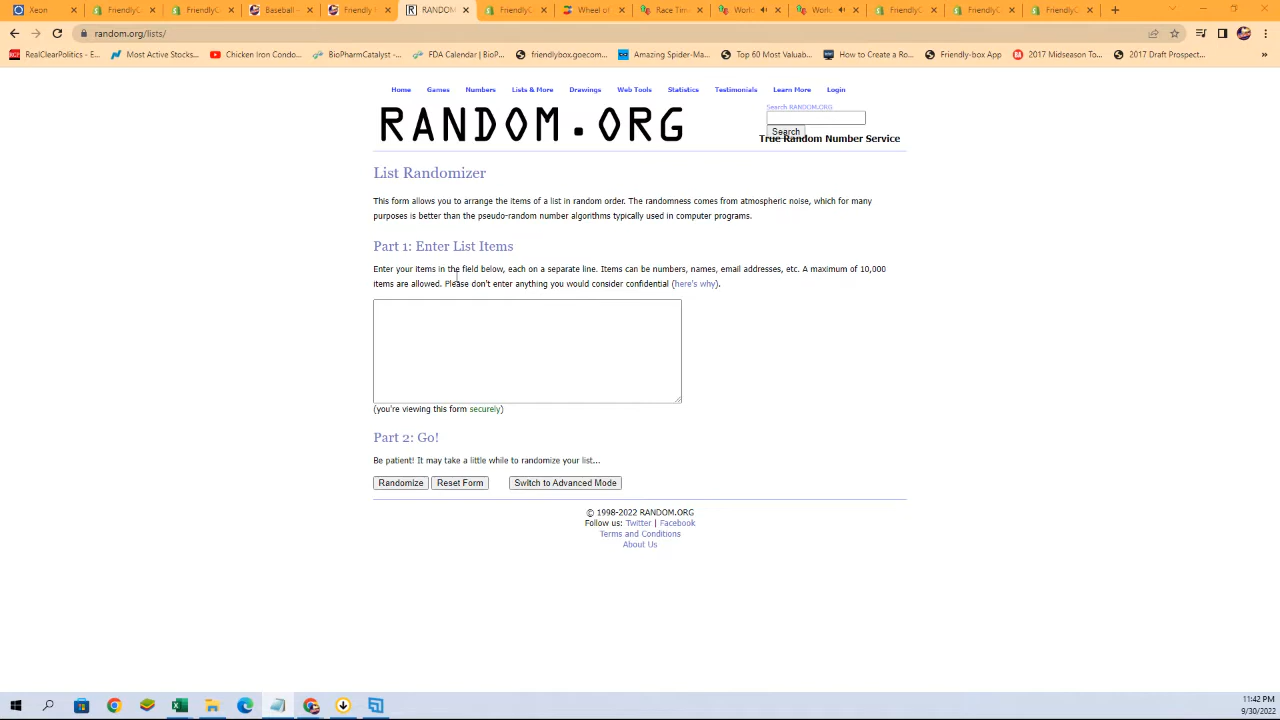 Xeon
FriendlyC
FriendlyC
Baseball –
Friendly
RANDOM
FriendlyC
Wheel of
Race Time
World
World
FriendlyC
FriendlyC
FriendlyC
random.org/lists/
RealClearPolitics - E...
Most Active Stocks...
Chicken Iron Condo...
BioPharmCatalyst -...
FDA Calendar | BioP...
friendlybox.goecom...
Amazing Spider-Ma...
Top 60 Most Valuab...
How to Create a Ro...
Friendly-box App
2017 Midseason To...
2017 Draft Prospect...
»
Home Games Numbers Lists & More Drawings Web Tools Statistics Testimonials Learn More Login
RANDOM.ORG
Search RANDOM.ORG
Search
True Random Number Service
List Randomizer
This form allows you to arrange the items of a list in random order. The randomness comes from atmospheric noise, which for many
purposes is better than the pseudo-random number algorithms typically used in computer programs.
Part 1: Enter List Items
Enter your items in the field below, each on a separate line. Items can be numbers, names, email addresses, etc. A maximum of 10,000
items are allowed. Please don't enter anything you would consider confidential (here's why).
(you're viewing this form securely)
Part 2: Go!
Be patient! It may take a little while to randomize your list...
Randomize Reset Form Switch to Advanced Mode
© 1998-2022 RANDOM.ORG
Follow us: Twitter | Facebook
Terms and Conditions
About Us
11:42 PM
9/30/2022